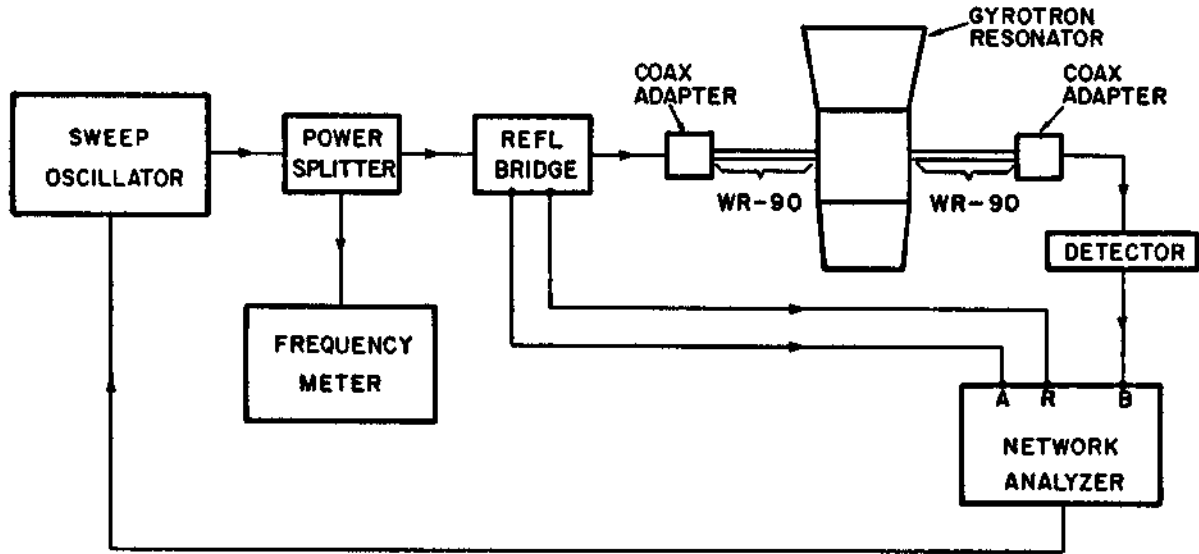 GYROTRON
RESONATOR
COAX
ADAPTER
COAX
ADAPTER
SWEEP
OSCILLATOR
POWER
SPLITTER
REFL
BRIDGE
WR-90
WR-90
DETECTOR
FREQUENCY
METER
A R B
NETWORK
ANALYZER